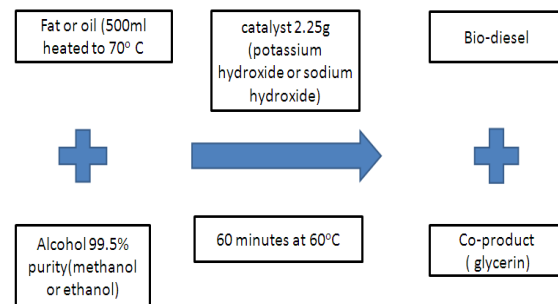 Fat or oil (500ml
heated to 70° C
catalyst 2.25g
(potassium
hydroxide or sodium
hydroxide)
Bio-diesel
Alcohol 99.5%
purity(methanol
or ethanol)
60 minutes at 60°C
Co-product
( glycerin)